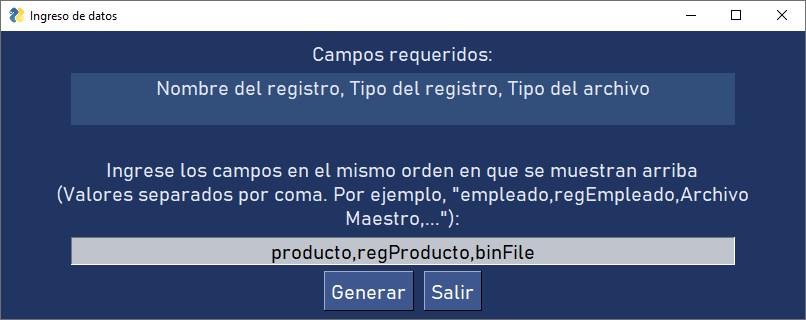 Ingreso de datos
Campos requeridos:
Nombre del registro, Tipo del registro, Tipo del archivo
Ingrese los campos en el mismo orden en que se muestran arriba
(Valores separados por coma. Por ejemplo, "empleado,regEmpleado,Archivo
Maestro,..."):
producto,regProducto,binFile
Generar Salir